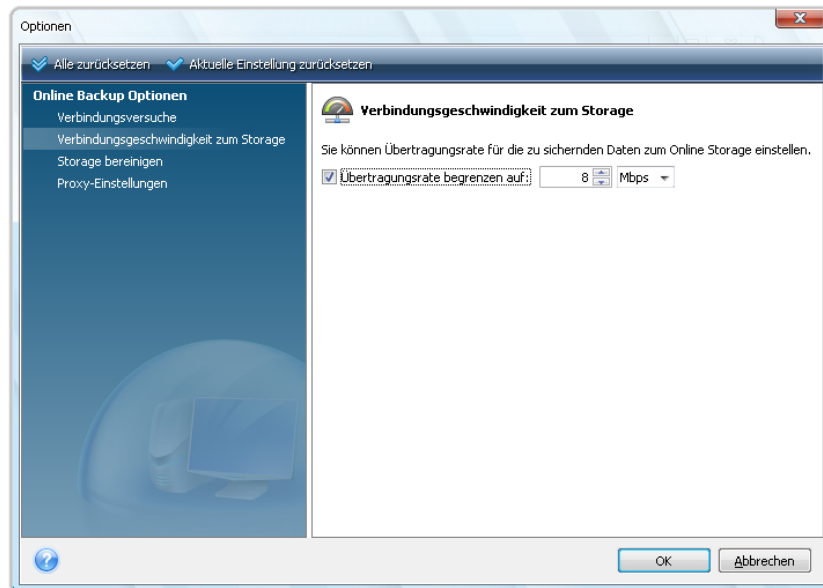 Optionen
Alle zurücksetzen Aktuelle Einstellung zurücksetzen
Online Backup Optionen
Verbindungsversuche
Verbindungsgeschwindigkeit zum Storage
Storage bereinigen
Proxy-Einstellungen
Verbindungsgeschwindigkeit zum Storage
Sie können Übertragungsrate für die zu sichernden Daten zum Online Storage einstellen.
Übertragungsrate begrenzen auf: 8 Mbps
OK Abbrechen